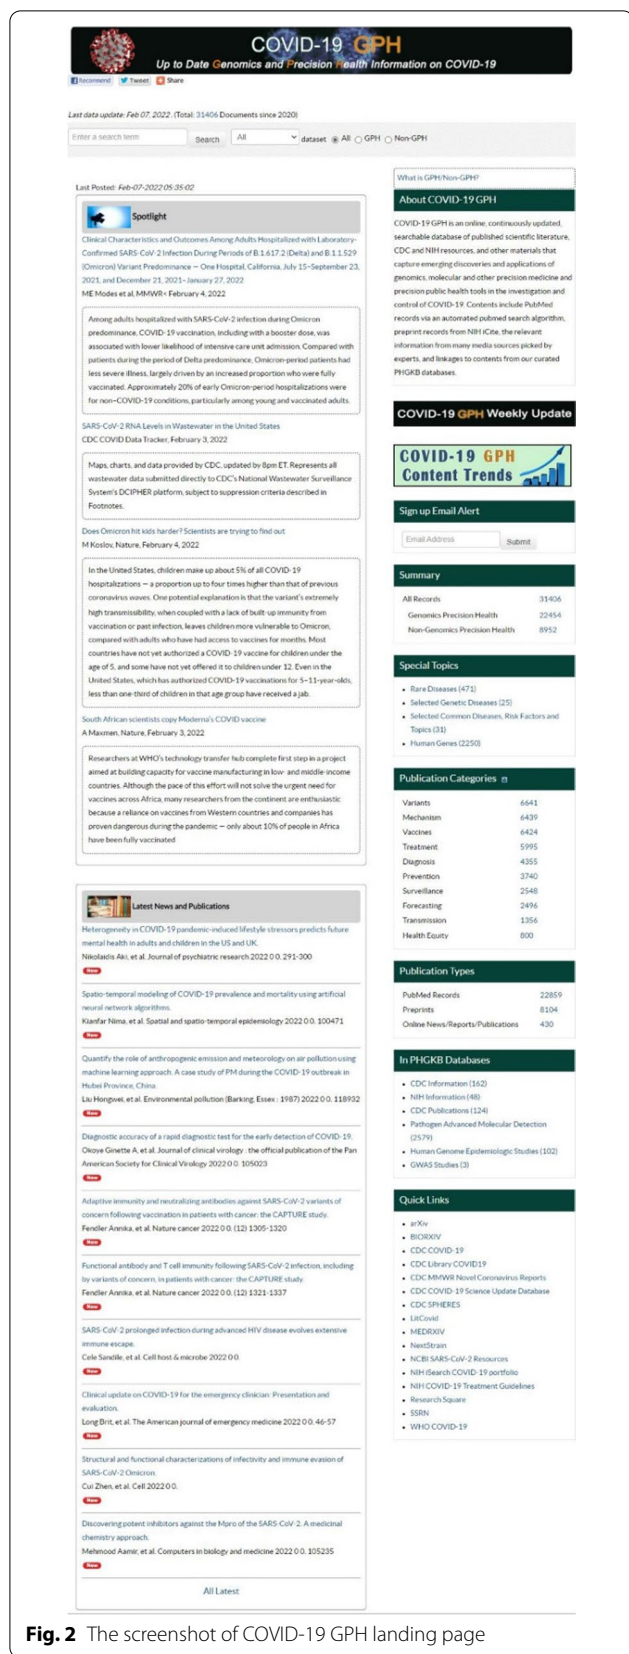 COVID-19 GPH
Up to Date Genomics and Precision Health Information on COVID-19
Recommend Tweet Share
Last data update: Feb 07, 2022. (Total: 31406 Documents since 2020)
Enter a search term Search All dataset All GPH Non-GPH
Last Posted: Feb-07-2022 05:35:02
Spotlight
Clinical Characteristics and Outcomes Among Adults Hospitalized with Laboratory-
Confirmed SARS-CoV-2 Infection During Periods of B.1.617.2 (Delta) and B.1.1.529
(Omicron) Variant Predominance — One Hospital, California, July 15–September 23,
2021, and December 21, 2021–January 27, 2022
ME Modes et al, MMWR< February 4, 2022
Among adults hospitalized with SARS-CoV-2 infection during Omicron
predominance, COVID-19 vaccination, including with a booster dose, was
associated with lower likelihood of intensive care unit admission. Compared with
patients during the period of Delta predominance, Omicron-period patients had
less severe illness, largely driven by an increased proportion who were fully
vaccinated. Approximately 20% of early Omicron-period hospitalizations were
for non–COVID-19 conditions, particularly among young and vaccinated adults.
SARS-CoV-2 RNA Levels in Wastewater in the United States
CDC COVID Data Tracker, February 3, 2022
Maps, charts, and data provided by CDC, updated by 8pm ET. Represents all
wastewater data submitted directly to CDC's National Wastewater Surveillance
System's DCIPHER platform, subject to suppression criteria described in
Footnotes.
Does Omicron hit kids harder? Scientists are trying to find out
M Koslov, Nature, February 4, 2022
In the United States, children make up about 5% of all COVID-19
hospitalizations — a proportion up to four times higher than that of previous
coronavirus waves. One potential explanation is that the variant's extremely
high transmissibility, when coupled with a lack of built-up immunity from
vaccination or past infection, leaves children more vulnerable to Omicron,
compared with adults who have had access to vaccines for months. Most
countries have not yet authorized a COVID-19 vaccine for children under the
age of 5, and some have not yet offered it to children under 12. Even in the
United States, which has authorized COVID-19 vaccinations for 5–11-year-olds,
less than one-third of children in that age group have received a jab.
South African scientists copy Moderna's COVID vaccine
A Maxmen, Nature, February 3, 2022
Researchers at WHO's technology transfer hub complete first step in a project
aimed at building capacity for vaccine manufacturing in low- and middle-income
countries. Although the pace of this effort will not solve the urgent need for
vaccines across Africa, many researchers from the continent are enthusiastic
because a reliance on vaccines from Western countries and companies has
proven dangerous during the pandemic — only about 10% of people in Africa
have been fully vaccinated
Latest News and Publications
Heterogeneity in COVID-19 pandemic-induced lifestyle stressors predicts future
mental health in adults and children in the US and UK.
Nikolaidis Aki, et al. Journal of psychiatric research 2022 0 0. 291-300
New
Spatio-temporal modeling of COVID-19 prevalence and mortality using artificial
neural network algorithms.
Kianfar Nima, et al. Spatial and spatio-temporal epidemiology 2022 0 0. 100471
New
Quantify the role of anthropogenic emission and meteorology on air pollution using
machine learning approach: A case study of PM during the COVID-19 outbreak in
Hubei Province, China.
Liu Hongwei, et al. Environmental pollution (Barking, Essex : 1987) 2022 0 0. 118932
New
Diagnostic accuracy of a rapid diagnostic test for the early detection of COVID-19.
Okoye Ginette A, et al. Journal of clinical virology : the official publication of the Pan
American Society for Clinical Virology 2022 0 0. 105023
New
Adaptive immunity and neutralizing antibodies against SARS-CoV-2 variants of
concern following vaccination in patients with cancer: the CAPTURE study.
Fendler Annika, et al. Nature cancer 2022 0 0. (12) 1305-1320
New
Functional antibody and T cell immunity following SARS-CoV-2 infection, including
by variants of concern, in patients with cancer: the CAPTURE study.
Fendler Annika, et al. Nature cancer 2022 0 0. (12) 1321-1337
New
SARS-CoV-2 prolonged infection during advanced HIV disease evolves extensive
immune escape.
Cele Sandile, et al. Cell host & microbe 2022 0 0.
New
Clinical update on COVID-19 for the emergency clinician: Presentation and
evaluation.
Long Brit, et al. The American journal of emergency medicine 2022 0 0. 46-57
New
Structural and functional characterizations of infectivity and immune evasion of
SARS-CoV-2 Omicron.
Cui Zhen, et al. Cell 2022 0 0.
New
Discovering potent inhibitors against the Mpro of the SARS-CoV-2. A medicinal
chemistry approach.
Mehmood Aamir, et al. Computers in biology and medicine 2022 0 0. 105235
New
All Latest
What is GPH/Non-GPH?
About COVID-19 GPH
COVID-19 GPH is an online, continuously updated,
searchable database of published scientific literature,
CDC and NIH resources, and other materials that
capture emerging discoveries and applications of
genomics, molecular and other precision medicine and
precision public health tools in the investigation and
control of COVID-19. Contents include PubMed
records via an automated pubmed search algorithm,
preprint records from NIH iCite, the relevant
information from many media sources picked by
experts, and linkages to contents from our curated
PHGKB databases.
COVID-19 GPH Weekly Update
COVID-19 GPH
Content Trends
Sign up Email Alert
Email Address Submit
Summary
All Records 31406
Genomics Precision Health 22454
Non-Genomics Precision Health 8952
Special Topics
Rare Diseases (471)
Selected Genetic Diseases (25)
Selected Common Diseases, Risk Factors and
Topics (31)
Human Genes (2250)
Publication Categories
Variants 6641
Mechanism 6439
Vaccines 6424
Treatment 5995
Diagnosis 4355
Prevention 3740
Surveillance 2548
Forecasting 2496
Transmission 1356
Health Equity 800
Publication Types
PubMed Records 22859
Preprints 8104
Online News/Reports/Publications 430
In PHGKB Databases
CDC Information (162)
NIH Information (48)
CDC Publications (124)
Pathogen Advanced Molecular Detection
(2579)
Human Genome Epidemiologic Studies (102)
GWAS Studies (3)
Quick Links
arXiv
BIORXIV
CDC COVID-19
CDC Library COVID19
CDC MMWR Novel Coronavirus Reports
CDC COVID-19 Science Update Database
CDC SPHERES
LitCovid
MEDRXIV
NextStrain
NCBI SARS-CoV-2 Resources
NIH iSearch COVID-19 portfolio
NIH COVID-19 Treatment Guidelines
Research Square
SSRN
WHO COVID-19
Fig. 2 The screenshot of COVID-19 GPH landing page